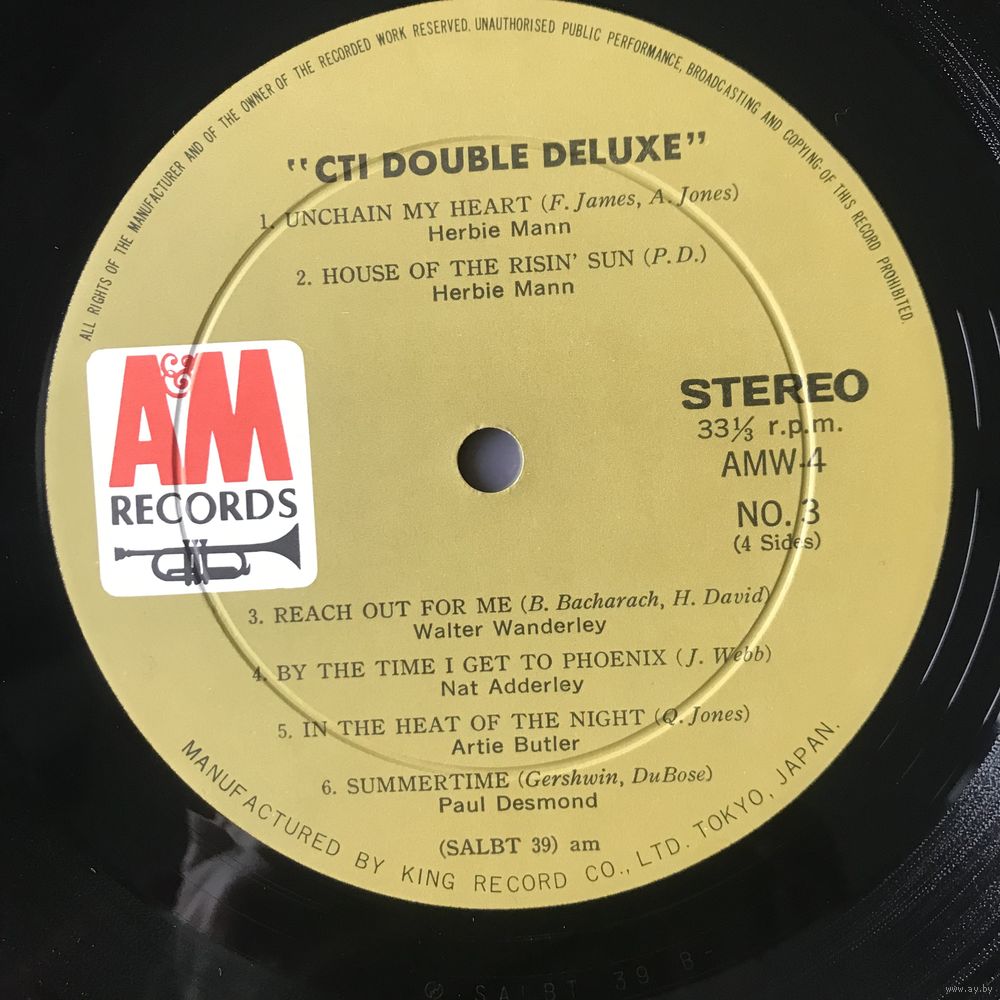 ALL RIGHTS OF THE MANUFACTURER AND OF THE OWNER OF THE RECORDED WORK RESERVED. UNAUTHORISED PUBLIC PERFORMANCE, BROADCASTING AND COPYING OF THIS RECORD PROHIBITED.
"CTI DOUBLE DELUXE"
1. UNCHAIN MY HEART (F. James, A. Jones)
Herbie Mann
2. HOUSE OF THE RISIN' SUN (P.D.)
Herbie Mann
A&M
RECORDS
STEREO
33⅓ r.p.m.
AMW-4
NO. 3
(4 Sides)
3. REACH OUT FOR ME (B. Bacharach, H. David)
Walter Wanderley
4. BY THE TIME I GET TO PHOENIX (J. Webb)
Nat Adderley
5. IN THE HEAT OF THE NIGHT (Q. Jones)
Artie Butler
6. SUMMERTIME (Gershwin, DuBose)
Paul Desmond
(SALBT 39) am
MANUFACTURED BY KING RECORD CO., LTD. TOKYO, JAPAN.
SALBT 39 B-
www.ay.by